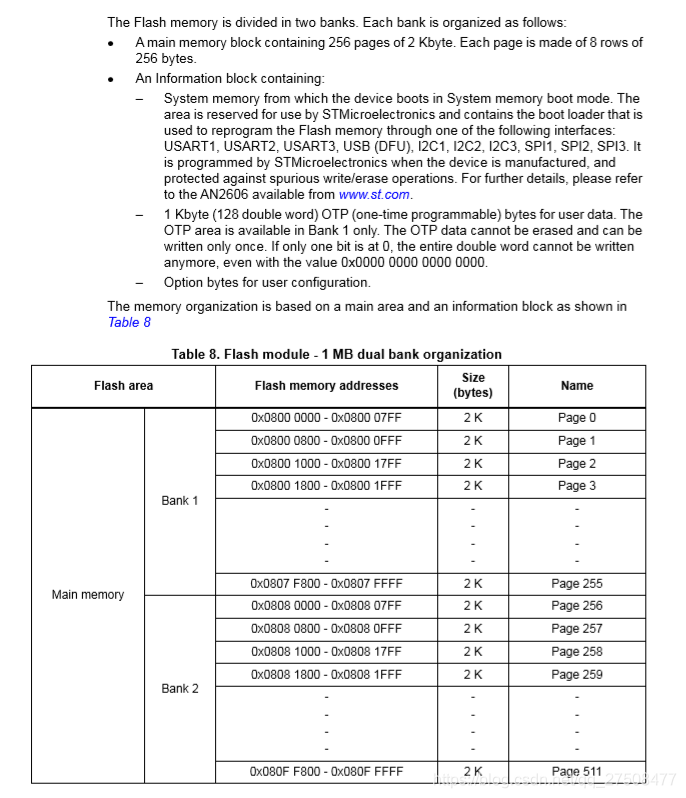 The Flash memory is divided in two banks. Each bank is organized as follows:
• A main memory block containing 256 pages of 2 Kbyte. Each page is made of 8 rows of
256 bytes.
• An Information block containing:
– System memory from which the device boots in System memory boot mode. The
area is reserved for use by STMicroelectronics and contains the boot loader that is
used to reprogram the Flash memory through one of the following interfaces:
USART1, USART2, USART3, USB (DFU), I2C1, I2C2, I2C3, SPI1, SPI2, SPI3. It
is programmed by STMicroelectronics when the device is manufactured, and
protected against spurious write/erase operations. For further details, please refer
to the AN2606 available from www.st.com.
– 1 Kbyte (128 double word) OTP (one-time programmable) bytes for user data. The
OTP area is available in Bank 1 only. The OTP data cannot be erased and can be
written only once. If only one bit is at 0, the entire double word cannot be written
anymore, even with the value 0x0000 0000 0000 0000.
– Option bytes for user configuration.
The memory organization is based on a main area and an information block as shown in
Table 8
Table 8. Flash module - 1 MB dual bank organization
Flash area Flash memory addresses Size (bytes) Name
Main memory
Bank 1
0x0800 0000 - 0x0800 07FF 2 K Page 0
0x0800 0800 - 0x0800 0FFF 2 K Page 1
0x0800 1000 - 0x0800 17FF 2 K Page 2
0x0800 1800 - 0x0800 1FFF 2 K Page 3
- - -
- - -
- - -
- - -
0x0807 F800 - 0x0807 FFFF 2 K Page 255
Bank 2
0x0808 0000 - 0x0808 07FF 2 K Page 256
0x0808 0800 - 0x0808 0FFF 2 K Page 257
0x0808 1000 - 0x0808 17FF 2 K Page 258
0x0808 1800 - 0x0808 1FFF 2 K Page 259
- - -
- - -
- - -
- - -
0x080F F800 - 0x080F FFFF 2 K Page 511